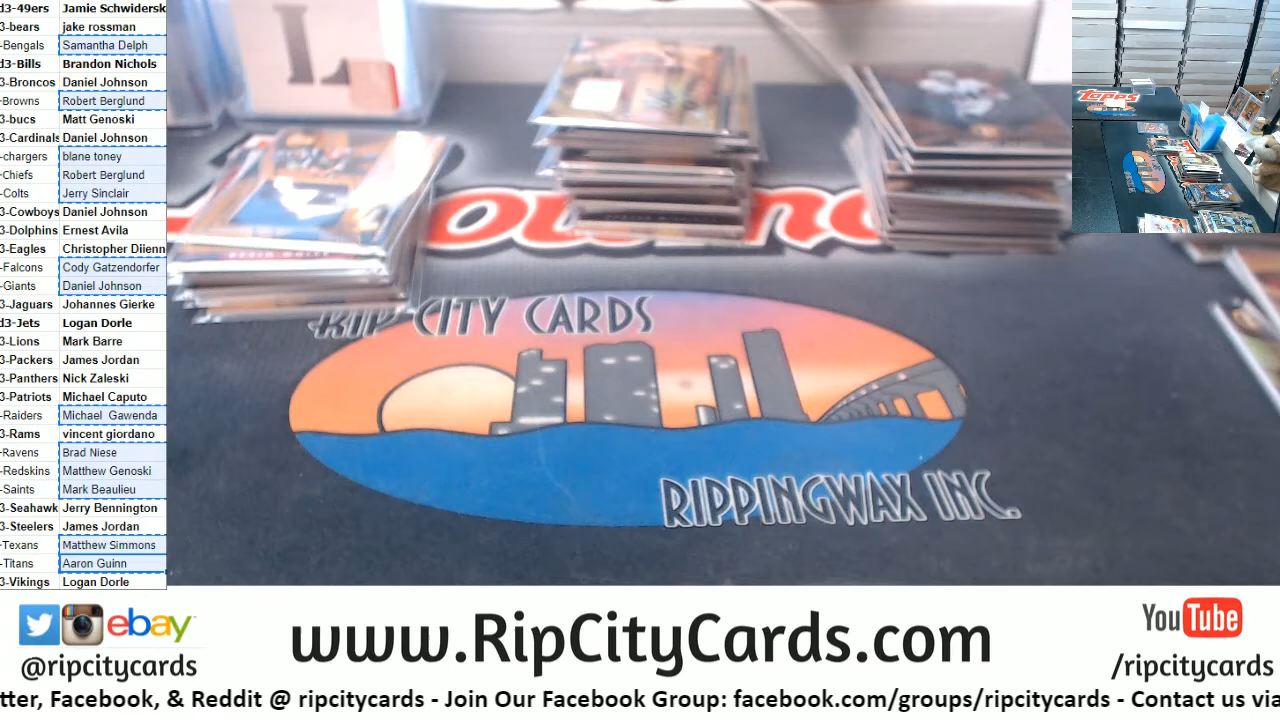 d3-49ers Jamie Schwidersk
3-bears jake rossman
-Bengals Samantha Delph
d3-Bills Brandon Nichols
3-Broncos Daniel Johnson
-Browns Robert Berglund
3-bucs Matt Genoski
3-Cardinals Daniel Johnson
-chargers blane toney
-Chiefs Robert Berglund
-Colts Jerry Sinclair
3-Cowboys Daniel Johnson
3-Dolphins Ernest Avila
3-Eagles Christopher Diienn
-Falcons Cody Gatzendorfer
-Giants Daniel Johnson
3-Jaguars Johannes Gierke
d3-Jets Logan Dorle
3-Lions Mark Barre
3-Packers James Jordan
3-Panthers Nick Zaleski
3-Patriots Michael Caputo
-Raiders Michael Gawenda
3-Rams vincent giordano
-Ravens Brad Niese
-Redskins Matthew Genoski
-Saints Mark Beaulieu
3-Seahawk Jerry Bennington
3-Steelers James Jordan
-Texans Matthew Simmons
-Titans Aaron Guinn
3-Vikings Logan Dorle
L
Topps
RIP CITY CARDS
RIPPINGWAX INC.
ebay
@ripcitycards
www.RipCityCards.com
YouTube
/ripcitycards
tter, Facebook, & Reddit @ ripcitycards - Join Our Facebook Group: facebook.com/groups/ripcitycards - Contact us via